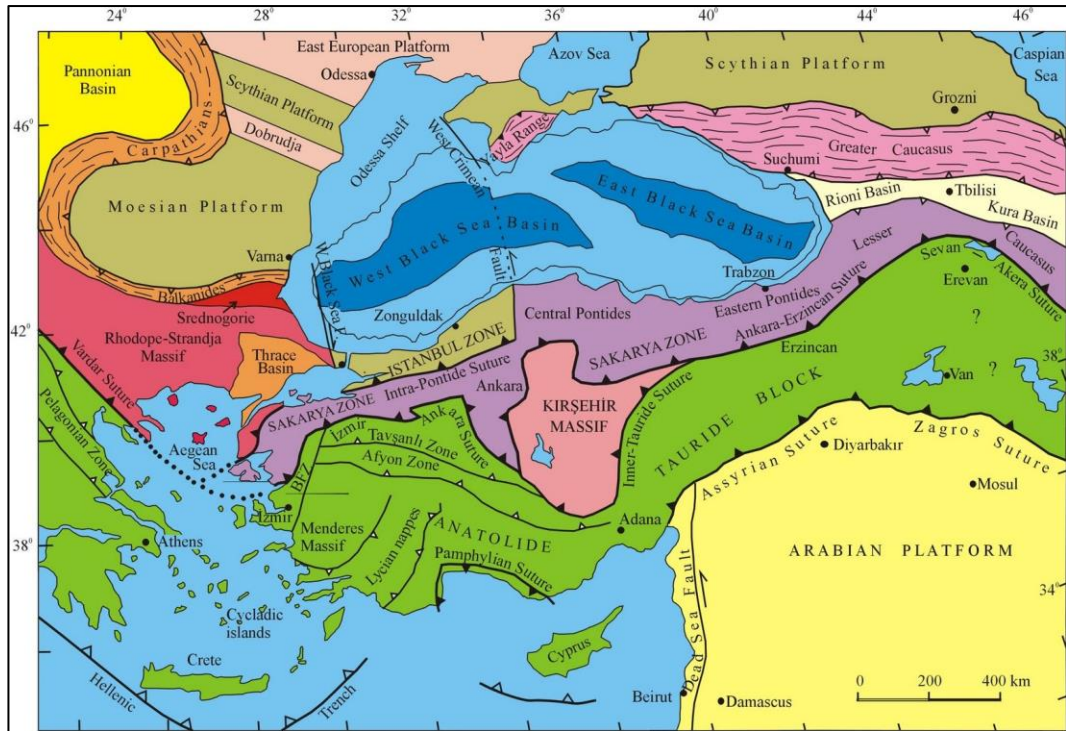 24°
28°
32°
36°
40°
44°
46°
East European Platform
Odessa
Azov Sea
Scythian Platform
Caspian
Sea
Pannonian
Basin
Scythian Platform
Grozni
46°
Dobrudja
Odessa Shelf
Yayla Range
West Crimean
Fault
Carpathians
Greater Caucasus
Suchumi
Tbilisi
Rioni Basin
Kura Basin
East Black Sea Basin
Moesian Platform
West Black Sea Basin
Lesser
Caucasus
Varna
W. Black Sea F.
Trabzon
Sevan
Akera Suture
Erevan
Balkanides
Eastern Pontides
Srednogorie
Zonguldak
Central Pontides
42°
ISTANBUL ZONE
Ankara-Erzincan Suture
?
Rhodope-Strandja
Massif
Thrace
Basin
SAKARYA ZONE
Erzincan
38°
Vardar Suture
Intra-Pontide Suture
Ankara
SAKARYA ZONE
KIRŞEHİR
MASSIF
Inner-Tauride Suture
Van
?
Pelagonian Zone
İzmir
Ankara Suture
TAURIDE BLOCK
Tavşanlı Zone
Afyon Zone
Aegean
Sea
BFZ
Assyrian Suture
Zagros Suture
Diyarbakır
Mosul
İzmir
Menderes
Massif
ANATOLIDE
Adana
38°
Athens
Lycian nappes
Pamphylian Suture
ARABIAN PLATFORM
34°
Cycladic
islands
Dead Sea Fault
Cyprus
Crete
Hellenic
Trench
Beirut
Damascus
0 200 400 km